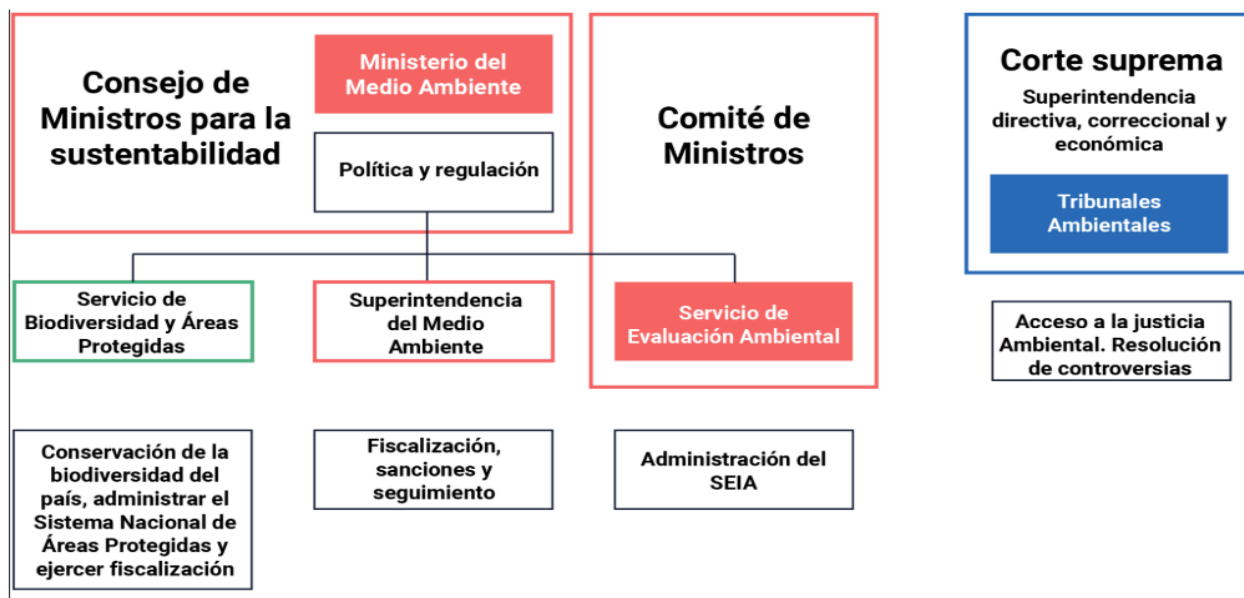 Consejo de
Ministros para la
sustentabilidad
Ministerio del
Medio Ambiente
Política y regulación
Comité de
Ministros
Corte suprema
Superintendencia
directiva, correccional y
económica
Tribunales
Ambientales
Servicio de
Biodiversidad y Áreas
Protegidas
Superintendencia
del Medio
Ambiente
Servicio de
Evaluación Ambiental
Acceso a la justicia
Ambiental. Resolución
de controversias
Conservación de la
biodiversidad del
país, administrar el
Sistema Nacional de
Áreas Protegidas y
ejercer fiscalización
Fiscalización,
sanciones y
seguimiento
Administración del
SEIA